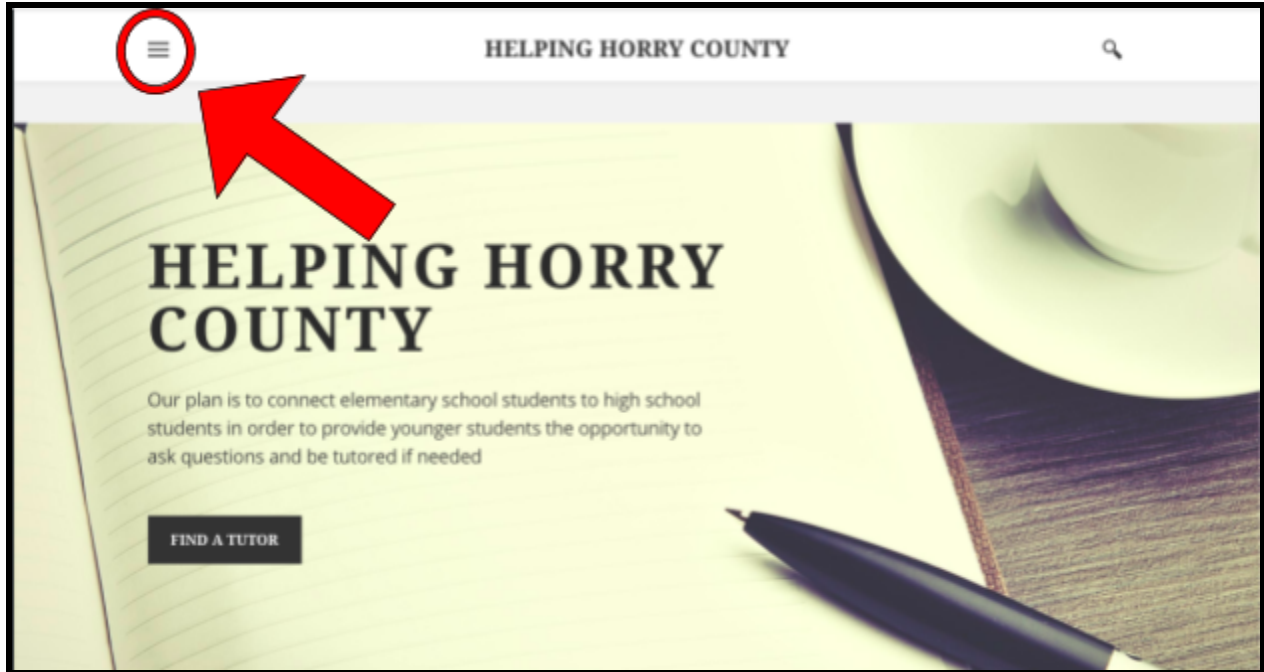 HELPING HORRY COUNTY
HELPING HORRY
COUNTY
Our plan is to connect elementary school students to high school
students in order to provide younger students the opportunity to
ask questions and be tutored if needed
FIND A TUTOR